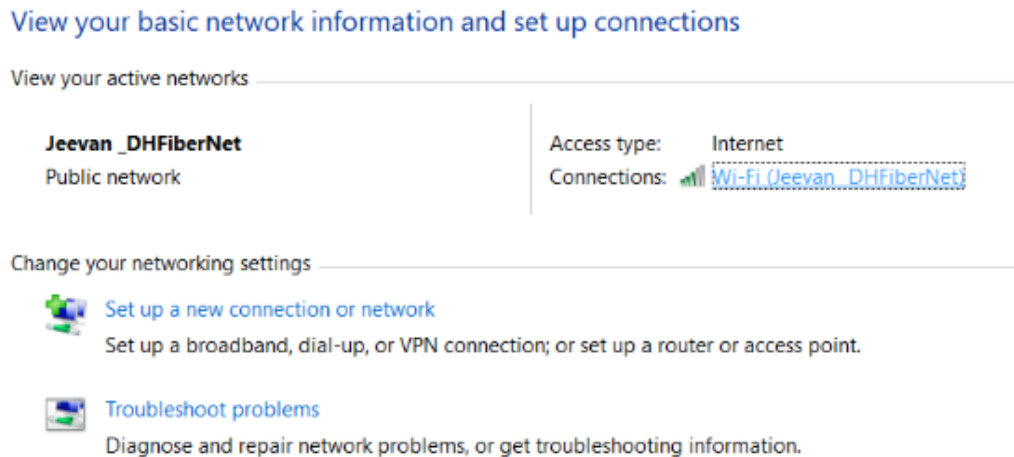 View your basic network information and set up connections
View your active networks
Jeevan _DHFiberNet
Public network
Access type: Internet
Connections: Wi-Fi (Jeevan _DHFiberNet)
Change your networking settings
Set up a new connection or network
Set up a broadband, dial-up, or VPN connection; or set up a router or access point.
Troubleshoot problems
Diagnose and repair network problems, or get troubleshooting information.